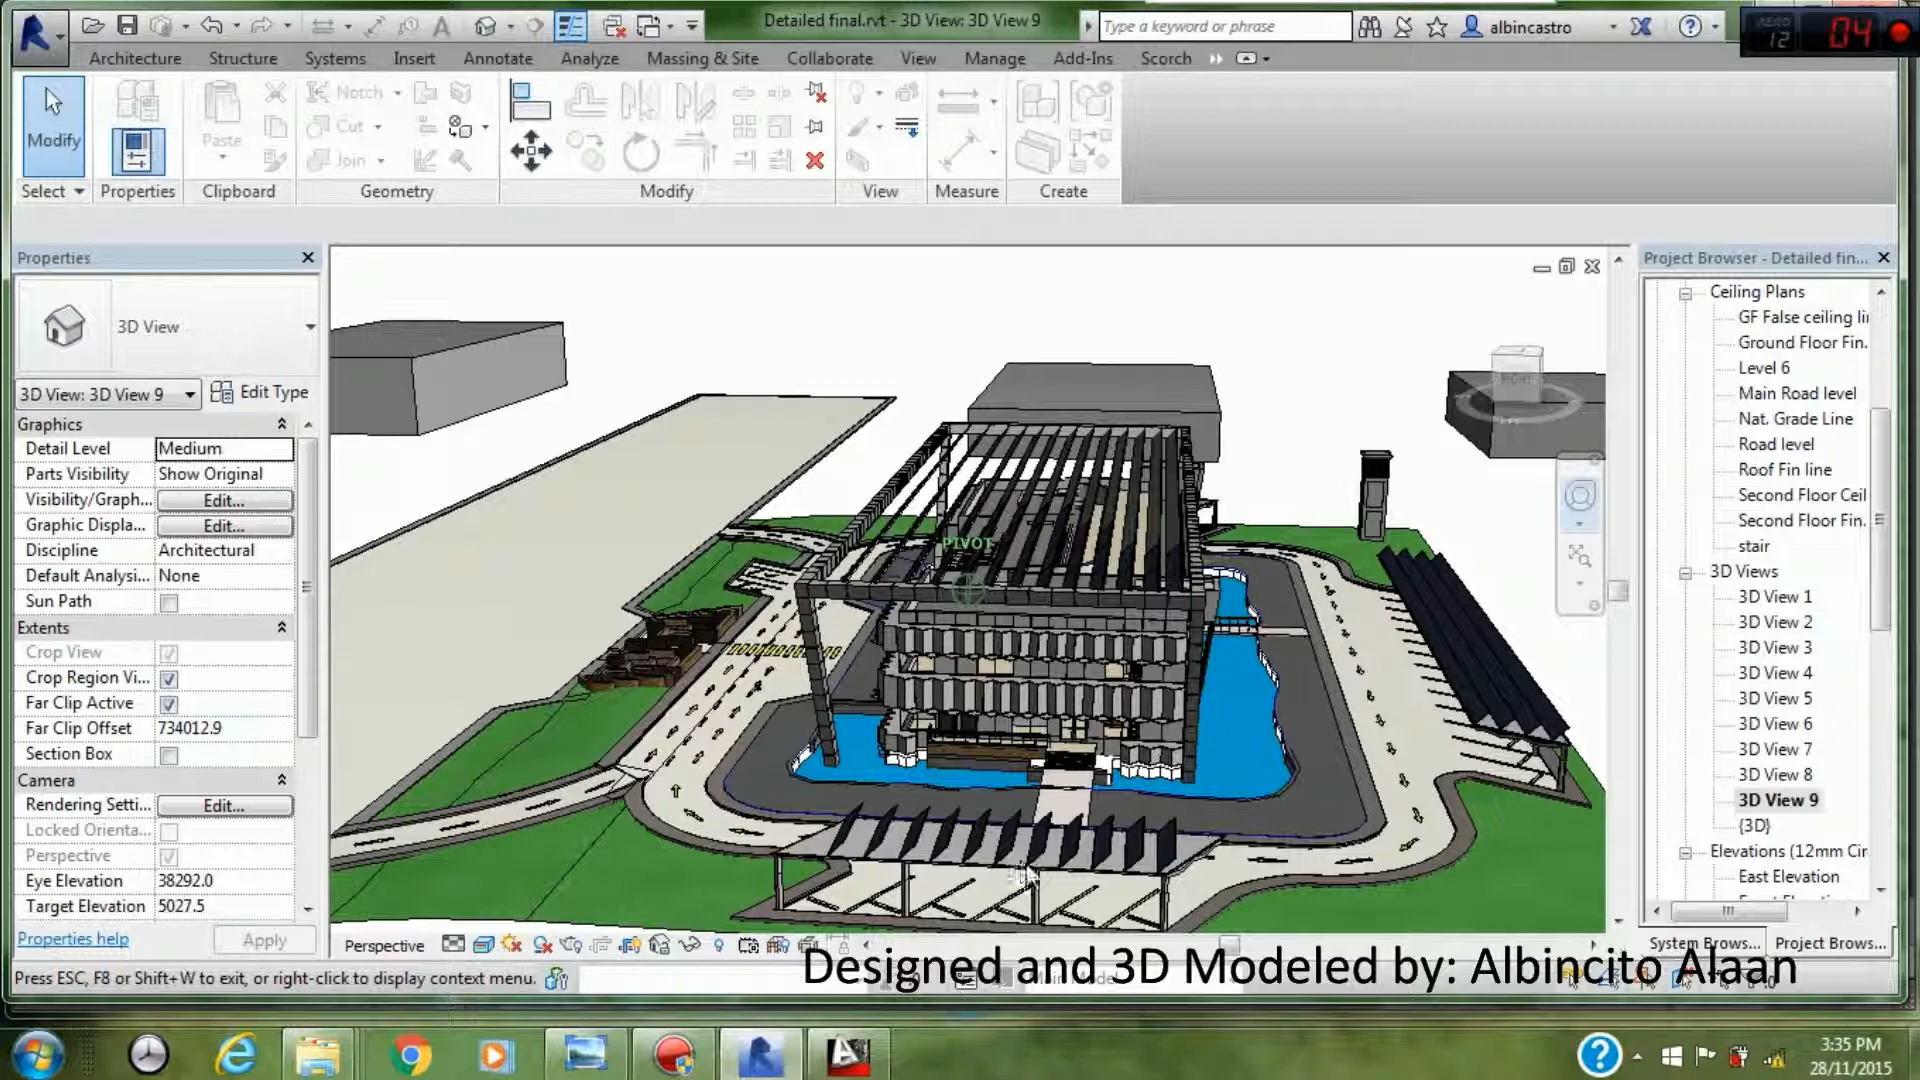 Detailed final.rvt - 3D View: 3D View 9
Type a keyword or phrase
albincastro
04
12
Architecture Structure Systems Insert Annotate Analyze Massing & Site Collaborate View Manage Add-Ins Scorch
Modify
Paste
Notch
Cut
Join
Select Properties Clipboard Geometry Modify View Measure Create
Properties
3D View
3D View: 3D View 9
Edit Type
Graphics
Detail Level Medium
Parts Visibility Show Original
Visibility/Graph... Edit...
Graphic Displa... Edit...
Discipline Architectural
Default Analysi... None
Sun Path
Extents
Crop View
Crop Region Vi...
Far Clip Active
Far Clip Offset 734012.9
Section Box
Camera
Rendering Setti... Edit...
Locked Orienta...
Perspective
Eye Elevation 38292.0
Target Elevation 5027.5
Properties help
Apply
PIVOT
RIGHT
Project Browser - Detailed fin...
Ceiling Plans
GF False ceiling li
Ground Floor Fin.
Level 6
Main Road level
Nat. Grade Line
Road level
Roof Fin line
Second Floor Ceil
Second Floor Fin.
stair
3D Views
3D View 1
3D View 2
3D View 3
3D View 4
3D View 5
3D View 6
3D View 7
3D View 8
3D View 9
{3D}
Elevations (12mm Cir
East Elevation
System Brows... Project Brows...
Perspective
Press ESC, F8 or Shift+W to exit, or right-click to display context menu.
Designed and 3D Modeled by: Albincito Alaan
3:35 PM
28/11/2015